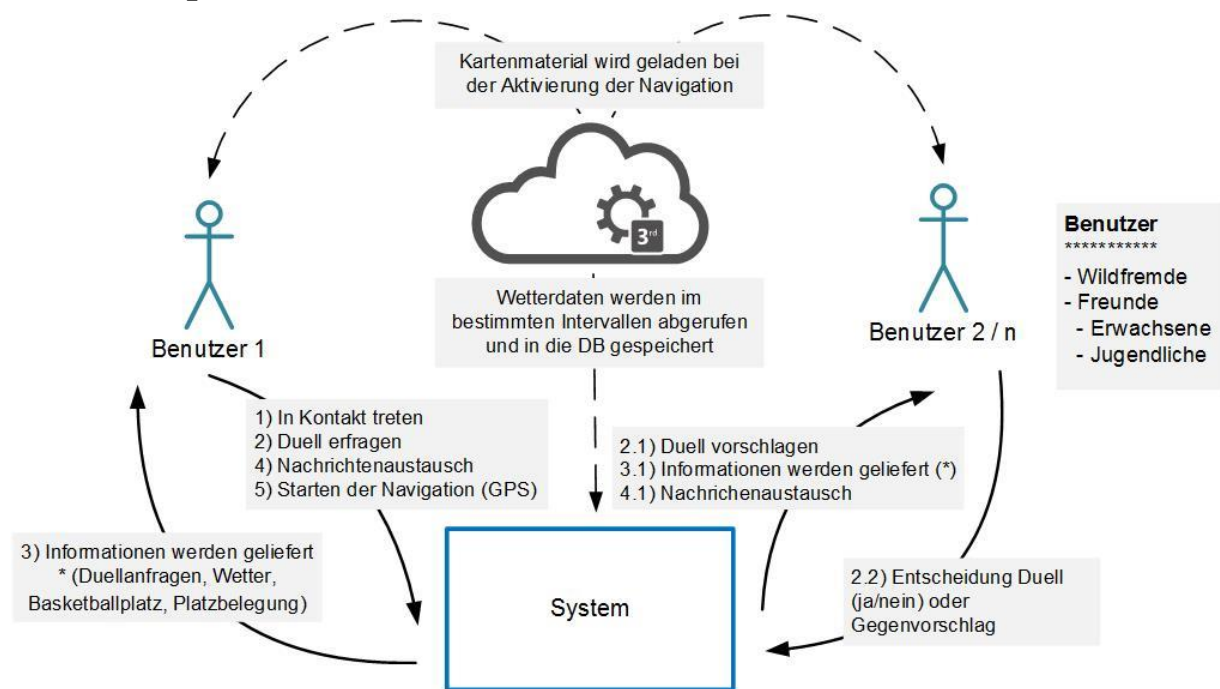 Kartenmaterial wird geladen bei
der Aktivierung der Navigation
3rd
Wetterdaten werden im
bestimmten Intervallen abgerufen
und in die DB gespeichert
Benutzer 1
Benutzer 2 / n
Benutzer
***********
- Wildfremde
- Freunde
- Erwachsene
- Jugendliche
1) In Kontakt treten
2) Duell erfragen
4) Nachrichtenaustausch
5) Starten der Navigation (GPS)
2.1) Duell vorschlagen
3.1) Informationen werden geliefert (*)
4.1) Nachrichenaustausch
3) Informationen werden geliefert
* (Duellanfragen, Wetter,
Basketballplatz, Platzbelegung)
System
2.2) Entscheidung Duell
(ja/nein) oder
Gegenvorschlag